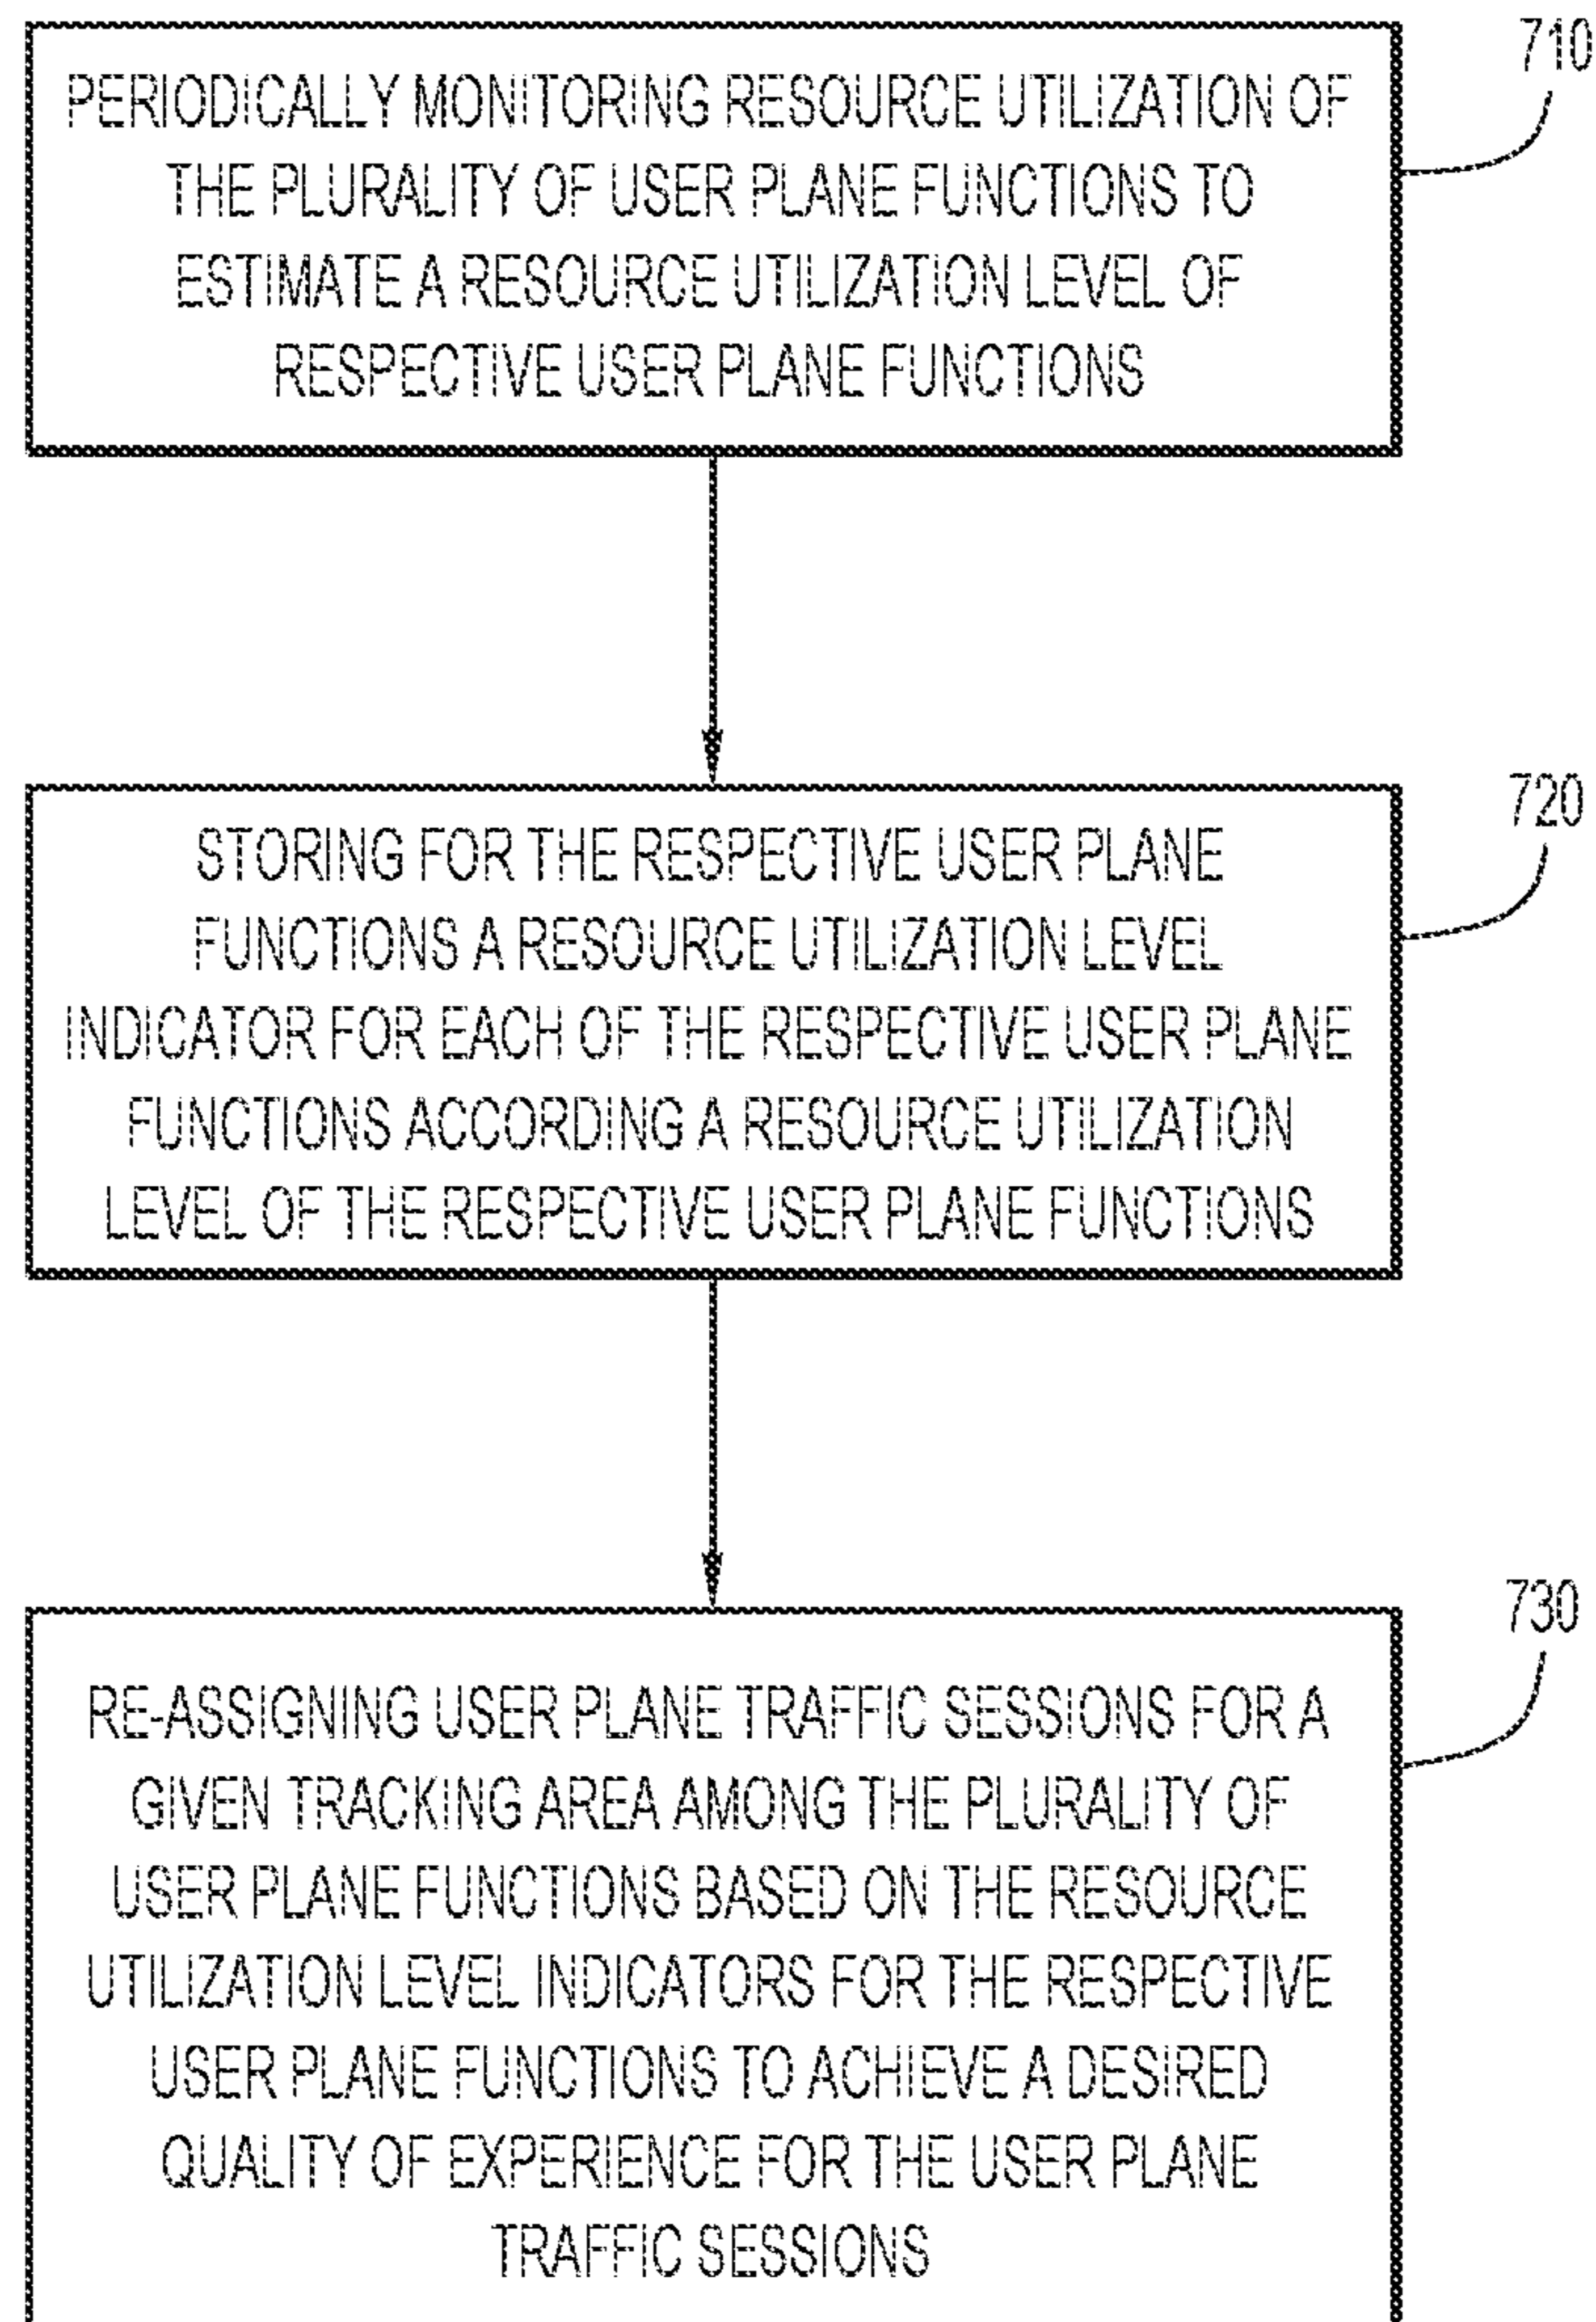 710
PERIODICALLY MONITORING RESOURCE UTILIZATION OF
THE PLURALITY OF USER PLANE FUNCTIONS TO
ESTIMATE A RESOURCE UTILIZATION LEVEL OF
RESPECTIVE USER PLANE FUNCTIONS
720
STORING FOR THE RESPECTIVE USER PLANE
FUNCTIONS A RESOURCE UTILIZATION LEVEL
INDICATOR FOR EACH OF THE RESPECTIVE USER PLANE
FUNCTIONS ACCORDING A RESOURCE UTILIZATION
LEVEL OF THE RESPECTIVE USER PLANE FUNCTIONS
730
RE-ASSIGNING USER PLANE TRAFFIC SESSIONS FOR A
GIVEN TRACKING AREA AMONG THE PLURALITY OF
USER PLANE FUNCTIONS BASED ON THE RESOURCE
UTILIZATION LEVEL INDICATORS FOR THE RESPECTIVE
USER PLANE FUNCTIONS TO ACHIEVE A DESIRED
QUALITY OF EXPERIENCE FOR THE USER PLANE
TRAFFIC SESSIONS